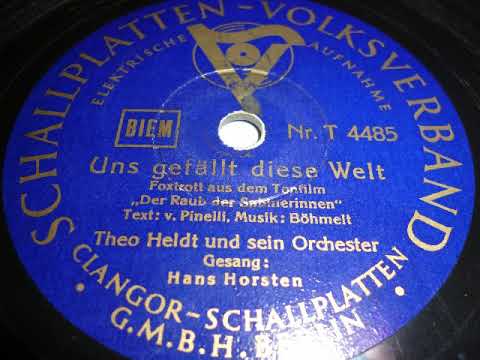 SCHALLPLATTEN-VOLKSVERBAND
ELEKTRISCHE AUFNAHME
BIEM
Nr. T 4485
Uns gefällt diese Welt
Foxtrott aus dem Tonfilm
„Der Raub der Sabinerinnen"
Text: v. Pinelli, Musik: Böhmelt
Theo Heldt und sein Orchester
Gesang:
Hans Horsten
• CLANGOR-SCHALLPLATTEN •
G.M.B.H. BERLIN